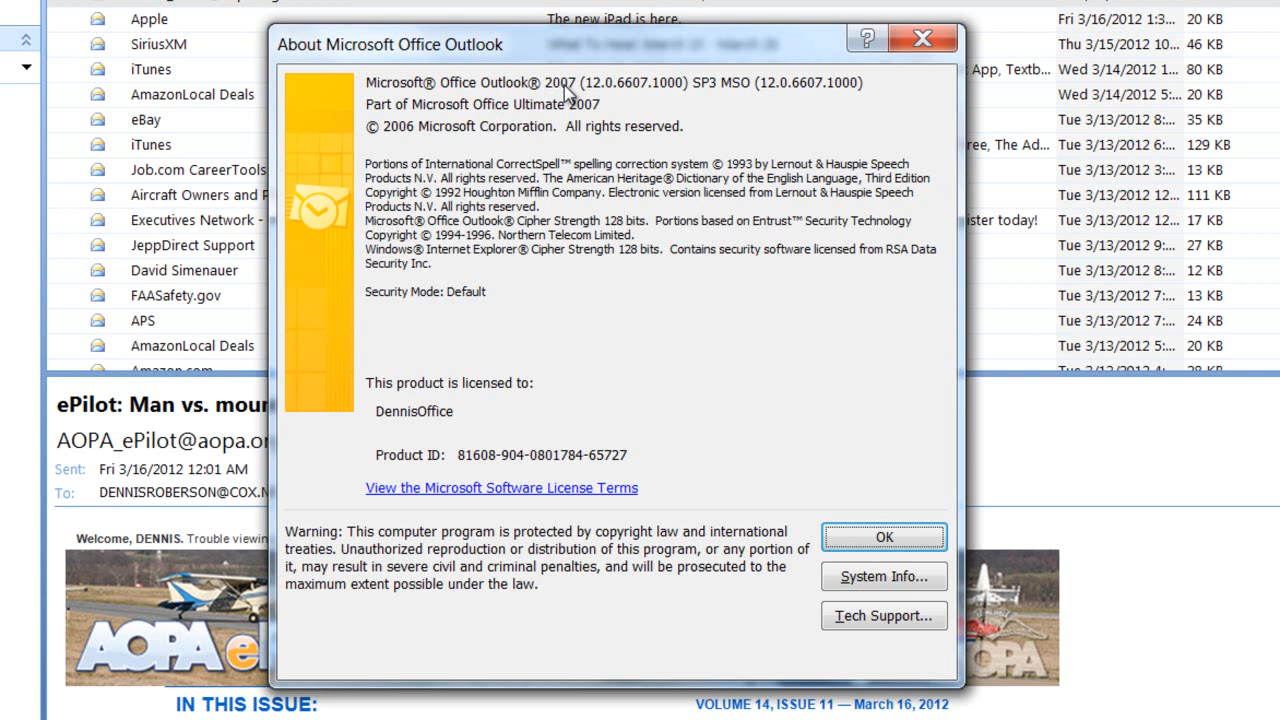 Apple The new iPad is here. Fri 3/16/2012 1:3... 20 KB
SiriusXM Thu 3/15/2012 10... 46 KB
iTunes App, Textb... Wed 3/14/2012 1... 80 KB
AmazonLocal Deals Wed 3/14/2012 5:... 20 KB
eBay Tue 3/13/2012 8:... 35 KB
iTunes ree, The Ad... Tue 3/13/2012 6:... 129 KB
Job.com CareerTools Tue 3/13/2012 3:... 13 KB
Aircraft Owners and P Tue 3/13/2012 12... 111 KB
Executives Network - ister today! Tue 3/13/2012 12... 17 KB
JeppDirect Support Tue 3/13/2012 9:... 27 KB
David Simenauer Tue 3/13/2012 8:... 12 KB
FAASafety.gov Tue 3/13/2012 7:... 13 KB
APS Tue 3/13/2012 7:... 24 KB
AmazonLocal Deals Tue 3/13/2012 5:... 20 KB
Amazon.com Tue 3/13/2012 4:... 28 KB
About Microsoft Office Outlook
Microsoft® Office Outlook® 2007 (12.0.6607.1000) SP3 MSO (12.0.6607.1000)
Part of Microsoft Office Ultimate 2007
© 2006 Microsoft Corporation. All rights reserved.
Portions of International CorrectSpell™ spelling correction system © 1993 by Lernout & Hauspie Speech
Products N.V. All rights reserved. The American Heritage® Dictionary of the English Language, Third Edition
Copyright © 1992 Houghton Mifflin Company. Electronic version licensed from Lernout & Hauspie Speech
Products N.V. All rights reserved.
Microsoft® Office Outlook® Cipher Strength 128 bits. Portions based on Entrust™ Security Technology
Copyright © 1994-1996. Northern Telecom Limited.
Windows® Internet Explorer® Cipher Strength 128 bits. Contains security software licensed from RSA Data
Security Inc.
Security Mode: Default
This product is licensed to:
DennisOffice
Product ID: 81608-904-0801784-65727
View the Microsoft Software License Terms
Warning: This computer program is protected by copyright law and international
treaties. Unauthorized reproduction or distribution of this program, or any portion of
it, may result in severe civil and criminal penalties, and will be prosecuted to the
maximum extent possible under the law.
OK
System Info...
Tech Support...
ePilot: Man vs. moun
AOPA_ePilot@aopa.or
Sent: Fri 3/16/2012 12:01 AM
To: DENNISROBERSON@COX.N
Welcome, DENNIS. Trouble viewin
AOPA e
OPA
IN THIS ISSUE: VOLUME 14, ISSUE 11 — March 16, 2012